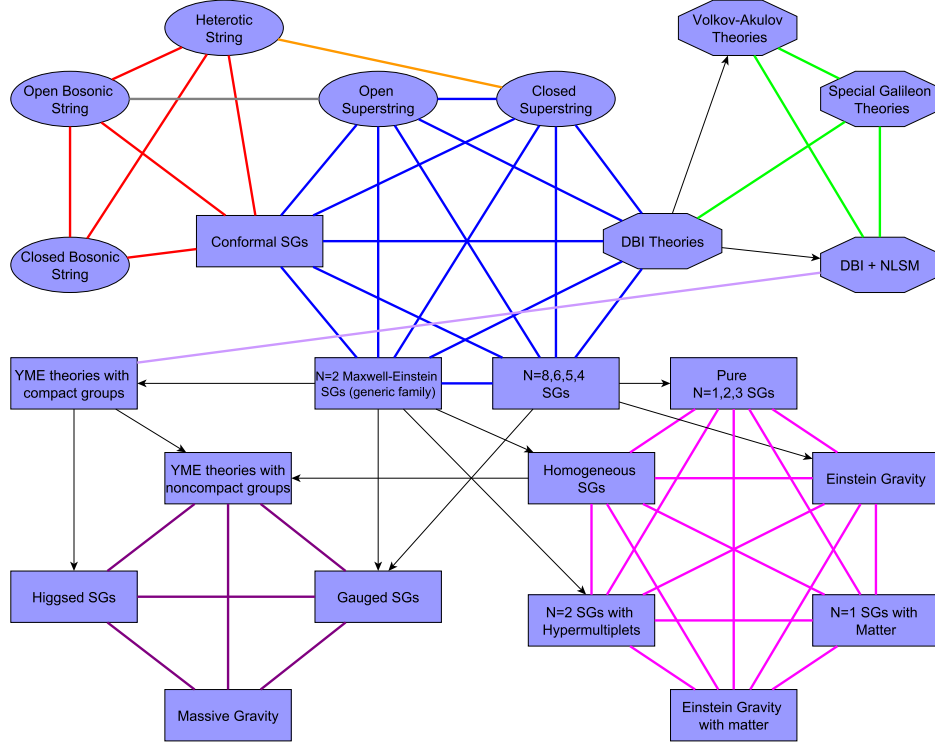 Heterotic
String
Volkov-Akulov
Theories
Open Bosonic
String
Open
Superstring
Closed
Superstring
Special Galileon
Theories
Conformal SGs
DBI Theories
Closed Bosonic
String
DBI + NLSM
YME theories with
compact groups
N=2 Maxwell-Einstein
SGs (generic family)
N=8,6,5,4
SGs
Pure
N=1,2,3 SGs
YME theories with
noncompact groups
Homogeneous
SGs
Einstein Gravity
Higgsed SGs
Gauged SGs
N=2 SGs with
Hypermultiplets
N=1 SGs with
Matter
Massive Gravity
Einstein Gravity
with matter